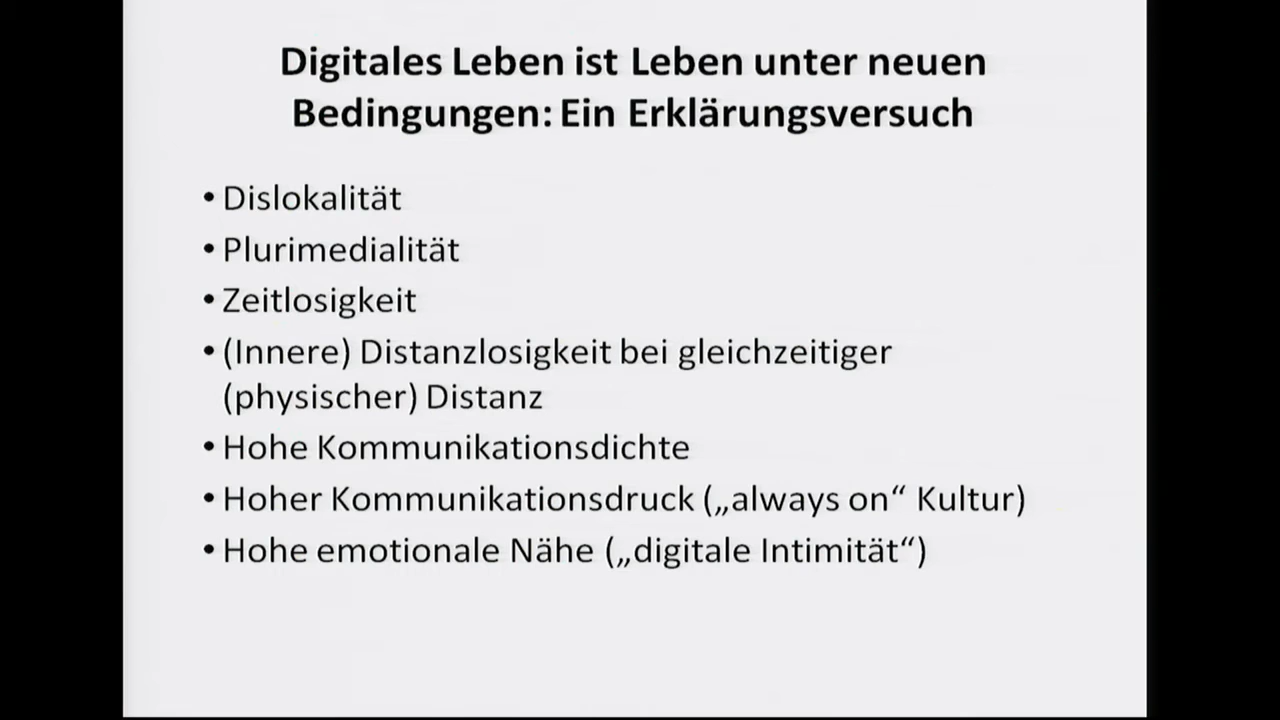 Digitales Leben ist Leben unter neuen
Bedingungen: Ein Erklärungsversuch
• Dislokalität
• Plurimedialität
• Zeitlosigkeit
• (Innere) Distanzlosigkeit bei gleichzeitiger
(physischer) Distanz
• Hohe Kommunikationsdichte
• Hoher Kommunikationsdruck („always on“ Kultur)
• Hohe emotionale Nähe („digitale Intimität“)